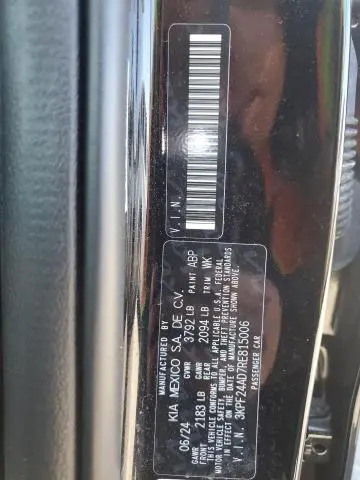 MANUFACTURED BY
KIA MEXICO S.A. DE C.V.
06/24 GVWR 3792 LB PAINT ABP
GAWR FRONT 2183 LB GAWR REAR 2094 LB TRIM WK
THIS VEHICLE CONFORMS TO ALL APPLICABLE U.S.A. FEDERAL
MOTOR VEHICLE SAFETY, BUMPER, AND THEFT PREVENTION STANDARDS
IN EFFECT ON THE DATE OF MANUFACTURE SHOWN ABOVE.
V.I.N. 3KPF24AD7RE815006
PASSENGER CAR
V.I.N.